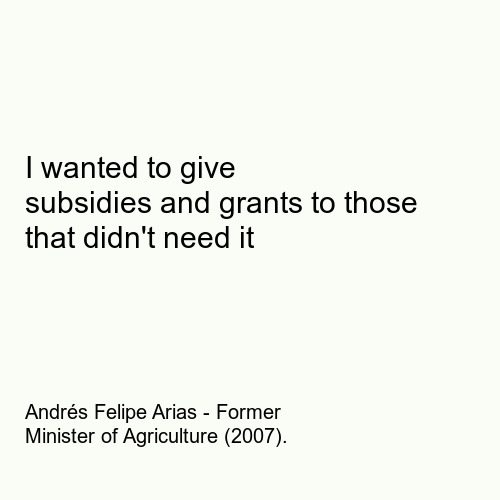 I wanted to give
subsidies and grants to those
that didn't need it
Andrés Felipe Arias - Former
Minister of Agriculture (2007).